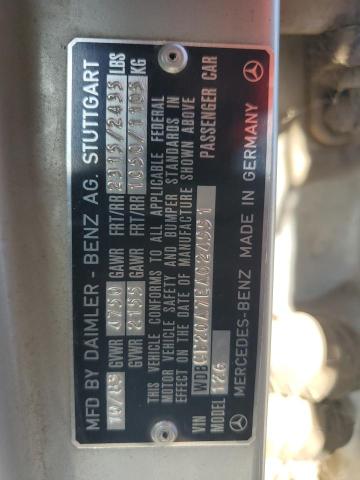 MFD BY DAIMLER - BENZ AG. STUTTGART
10/83 GVWR 4750 GAWR FRT/RR 2315/2435 LBS
GVWR 2155 GAWR FRT/RR 1050/1105 KG
THIS VEHICLE CONFORMS TO ALL APPLICABLE FEDERAL
MOTOR VEHICLE SAFETY AND BUMPER STANDARDS IN
EFFECT ON THE DATE OF MANUFACTURE SHOWN ABOVE
VIN
MODEL 126 PASSENGER CAR
MERCEDES-BENZ MADE IN GERMANY